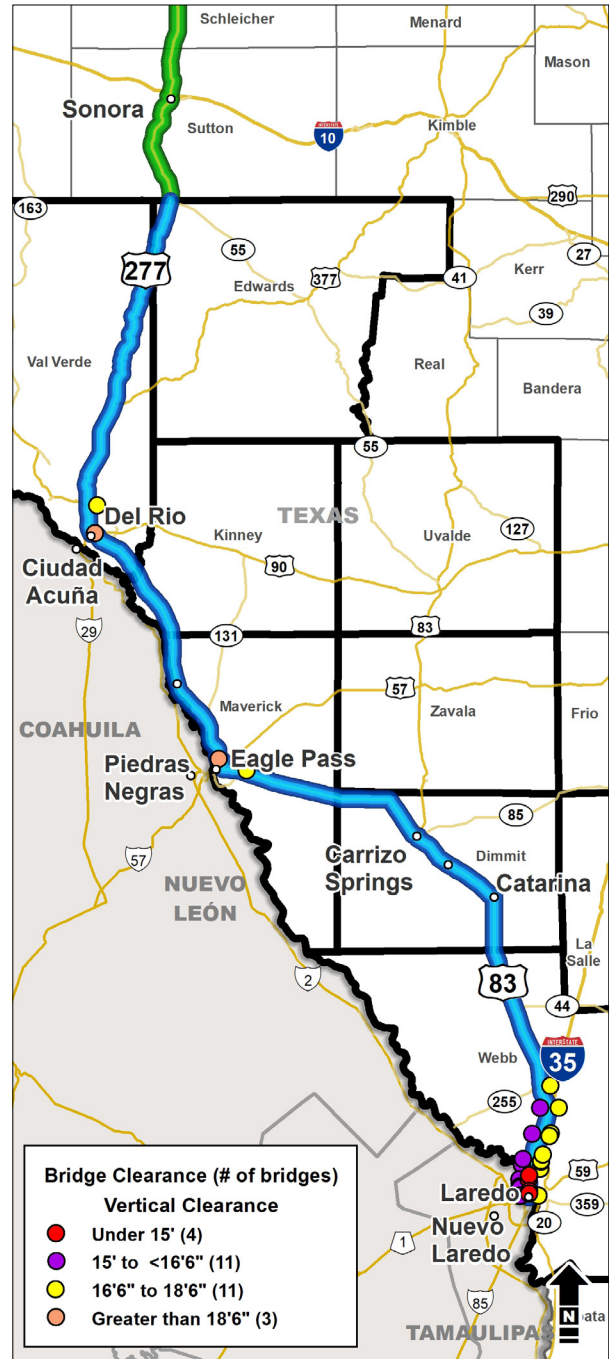 Schleicher
Menard
Mason
Sonora
Sutton
INTERSTATE
10
Kimble
163
290
277
55
377
27
Edwards
41
Kerr
39
Val Verde
Real
Bandera
55
Del Rio
TEXAS
127
Kinney
Uvalde
90
Ciudad
Acuña
29
131
83
57
Maverick
Zavala
Frio
COAHUILA
Eagle Pass
Piedras
Negras
85
Carrizo
Springs
Dimmit
57
NUEVO
LEÓN
Catarina
La
Salle
2
83
44
INTERSTATE
35
Webb
255
59
Laredo
359
20
Nuevo
Laredo
1
85
TAMAULIPAS
N
pata
Bridge Clearance (# of bridges)
Vertical Clearance
Under 15' (4)
15' to <16'6" (11)
16'6" to 18'6" (11)
Greater than 18'6" (3)